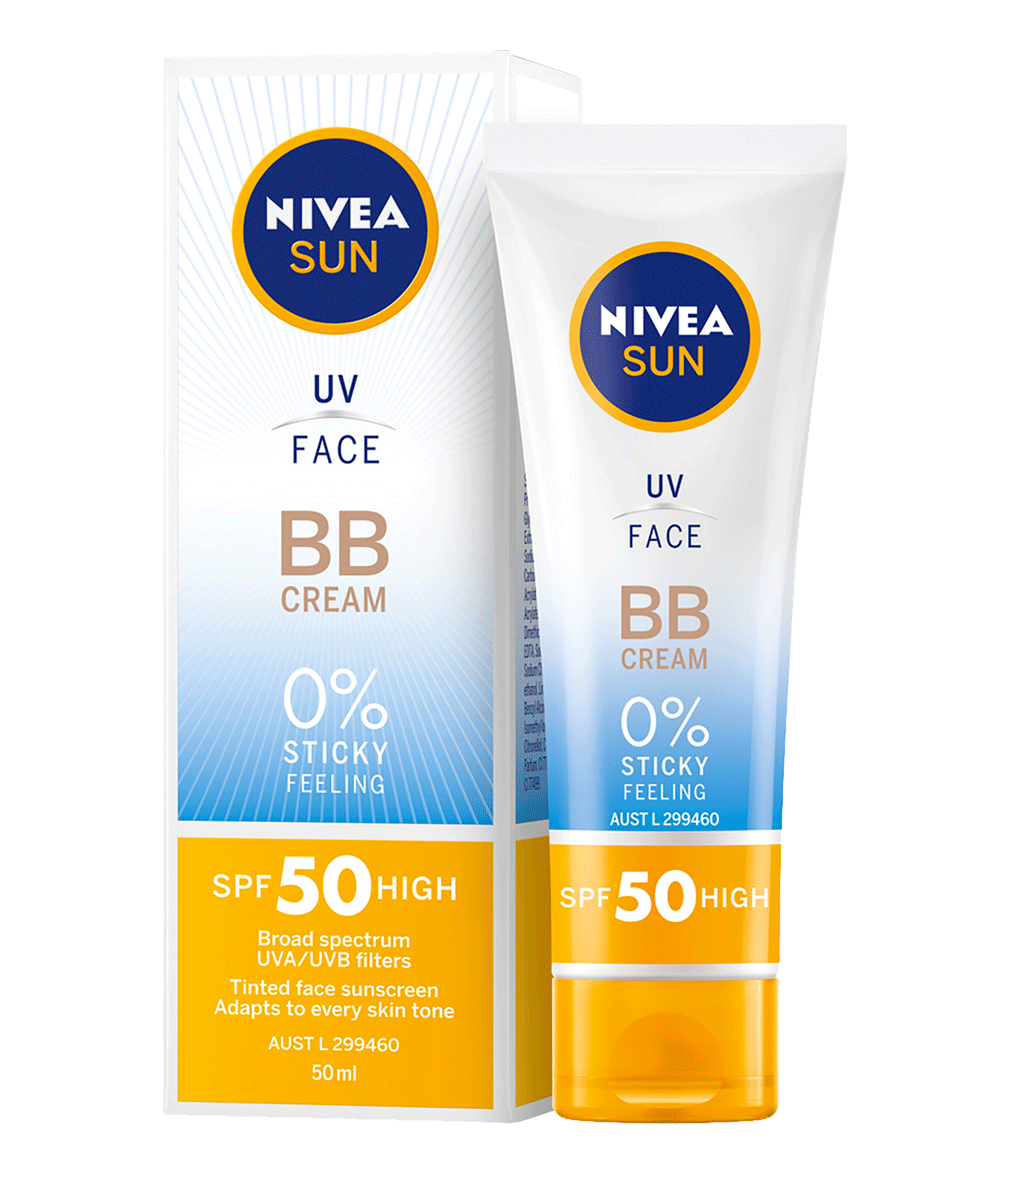 NIVEA
SUN
UV
FACE
BB
CREAM
0%
STICKY
FEELING
SPF 50 HIGH
Broad spectrum
UVA/UVB filters
Tinted face sunscreen
Adapts to every skin tone
AUST L 299460
50 ml
NIVEA
SUN
UV
FACE
BB
CREAM
0%
STICKY
FEELING
AUST L 299460
SPF 50 HIGH